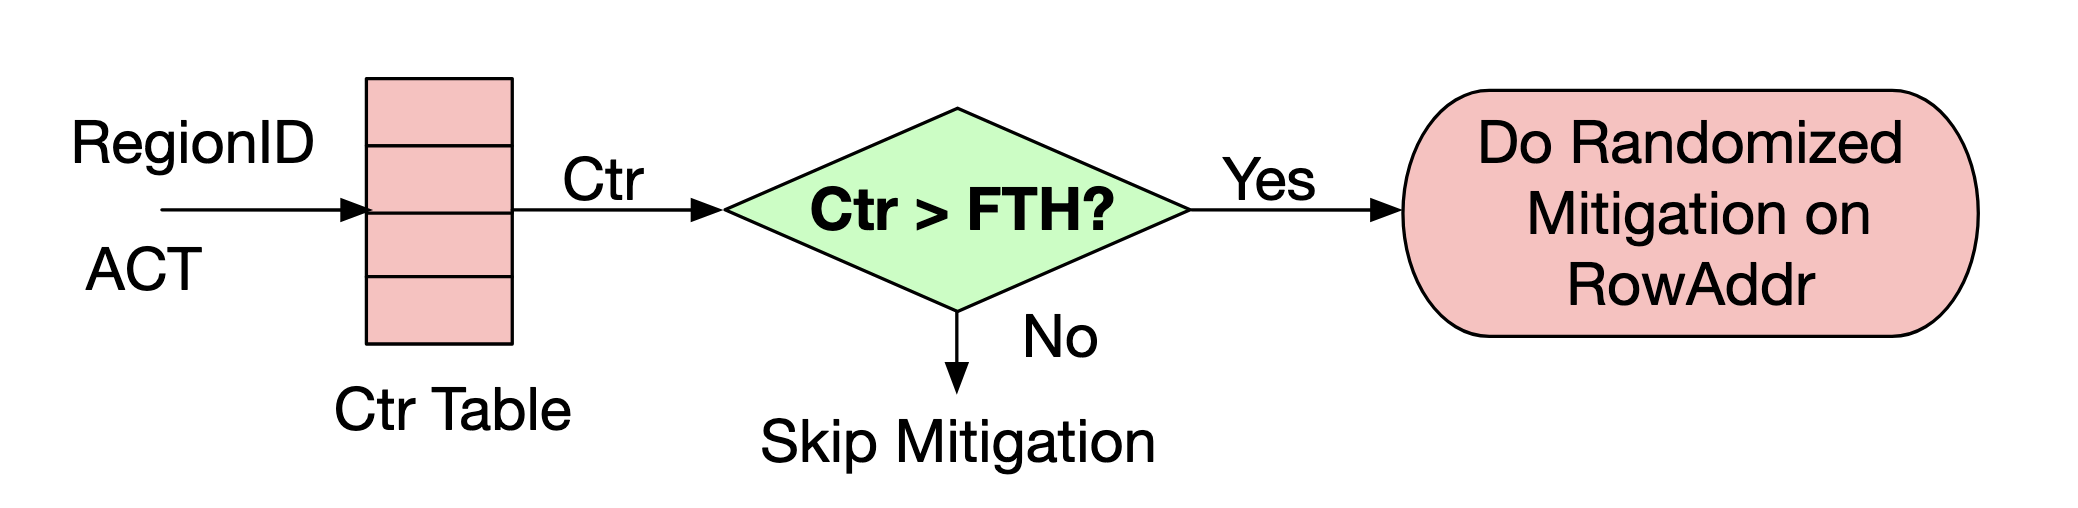 RegionID
ACT
Ctr Table
Ctr
Ctr > FTH?
Yes
No
Skip Mitigation
Do Randomized
Mitigation on
RowAddr